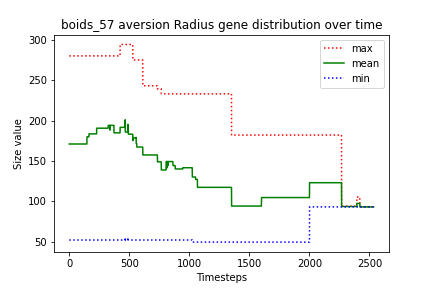 boids_57 aversion Radius gene distribution over time
300
250
200
150
100
50
Size value
max
mean
min
0 500 1000 1500 2000 2500
Timesteps